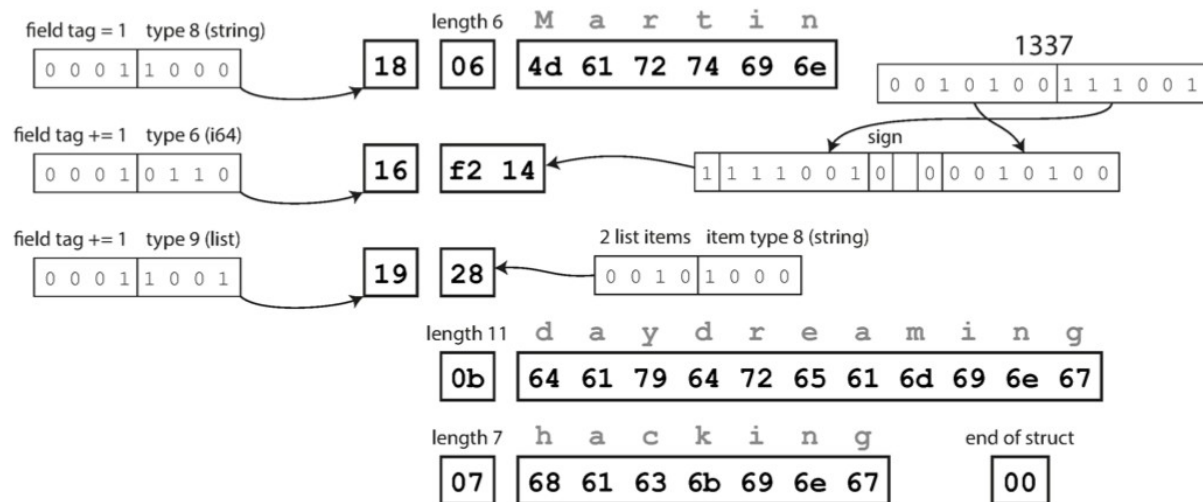 field tag = 1 type 8 (string)
length 6
M a r t i n
1337
0 0 0 1 1 0 0 0
18 06 4d 61 72 74 69 6e
0 0 1 0 1 0 0 1 1 1 0 0 1
field tag += 1 type 6 (i64)
sign
0 0 0 1 0 1 1 0
16 f2 14
1 1 1 1 0 0 1 0 0 0 0 1 0 1 0 0
field tag += 1 type 9 (list)
2 list items item type 8 (string)
0 0 0 1 1 0 0 1
19 28
0 0 1 0 1 0 0 0
length 11
d a y d r e a m i n g
0b 64 61 79 64 72 65 61 6d 69 6e 67
length 7
h a c k i n g
end of struct
07 68 61 63 6b 69 6e 67 00